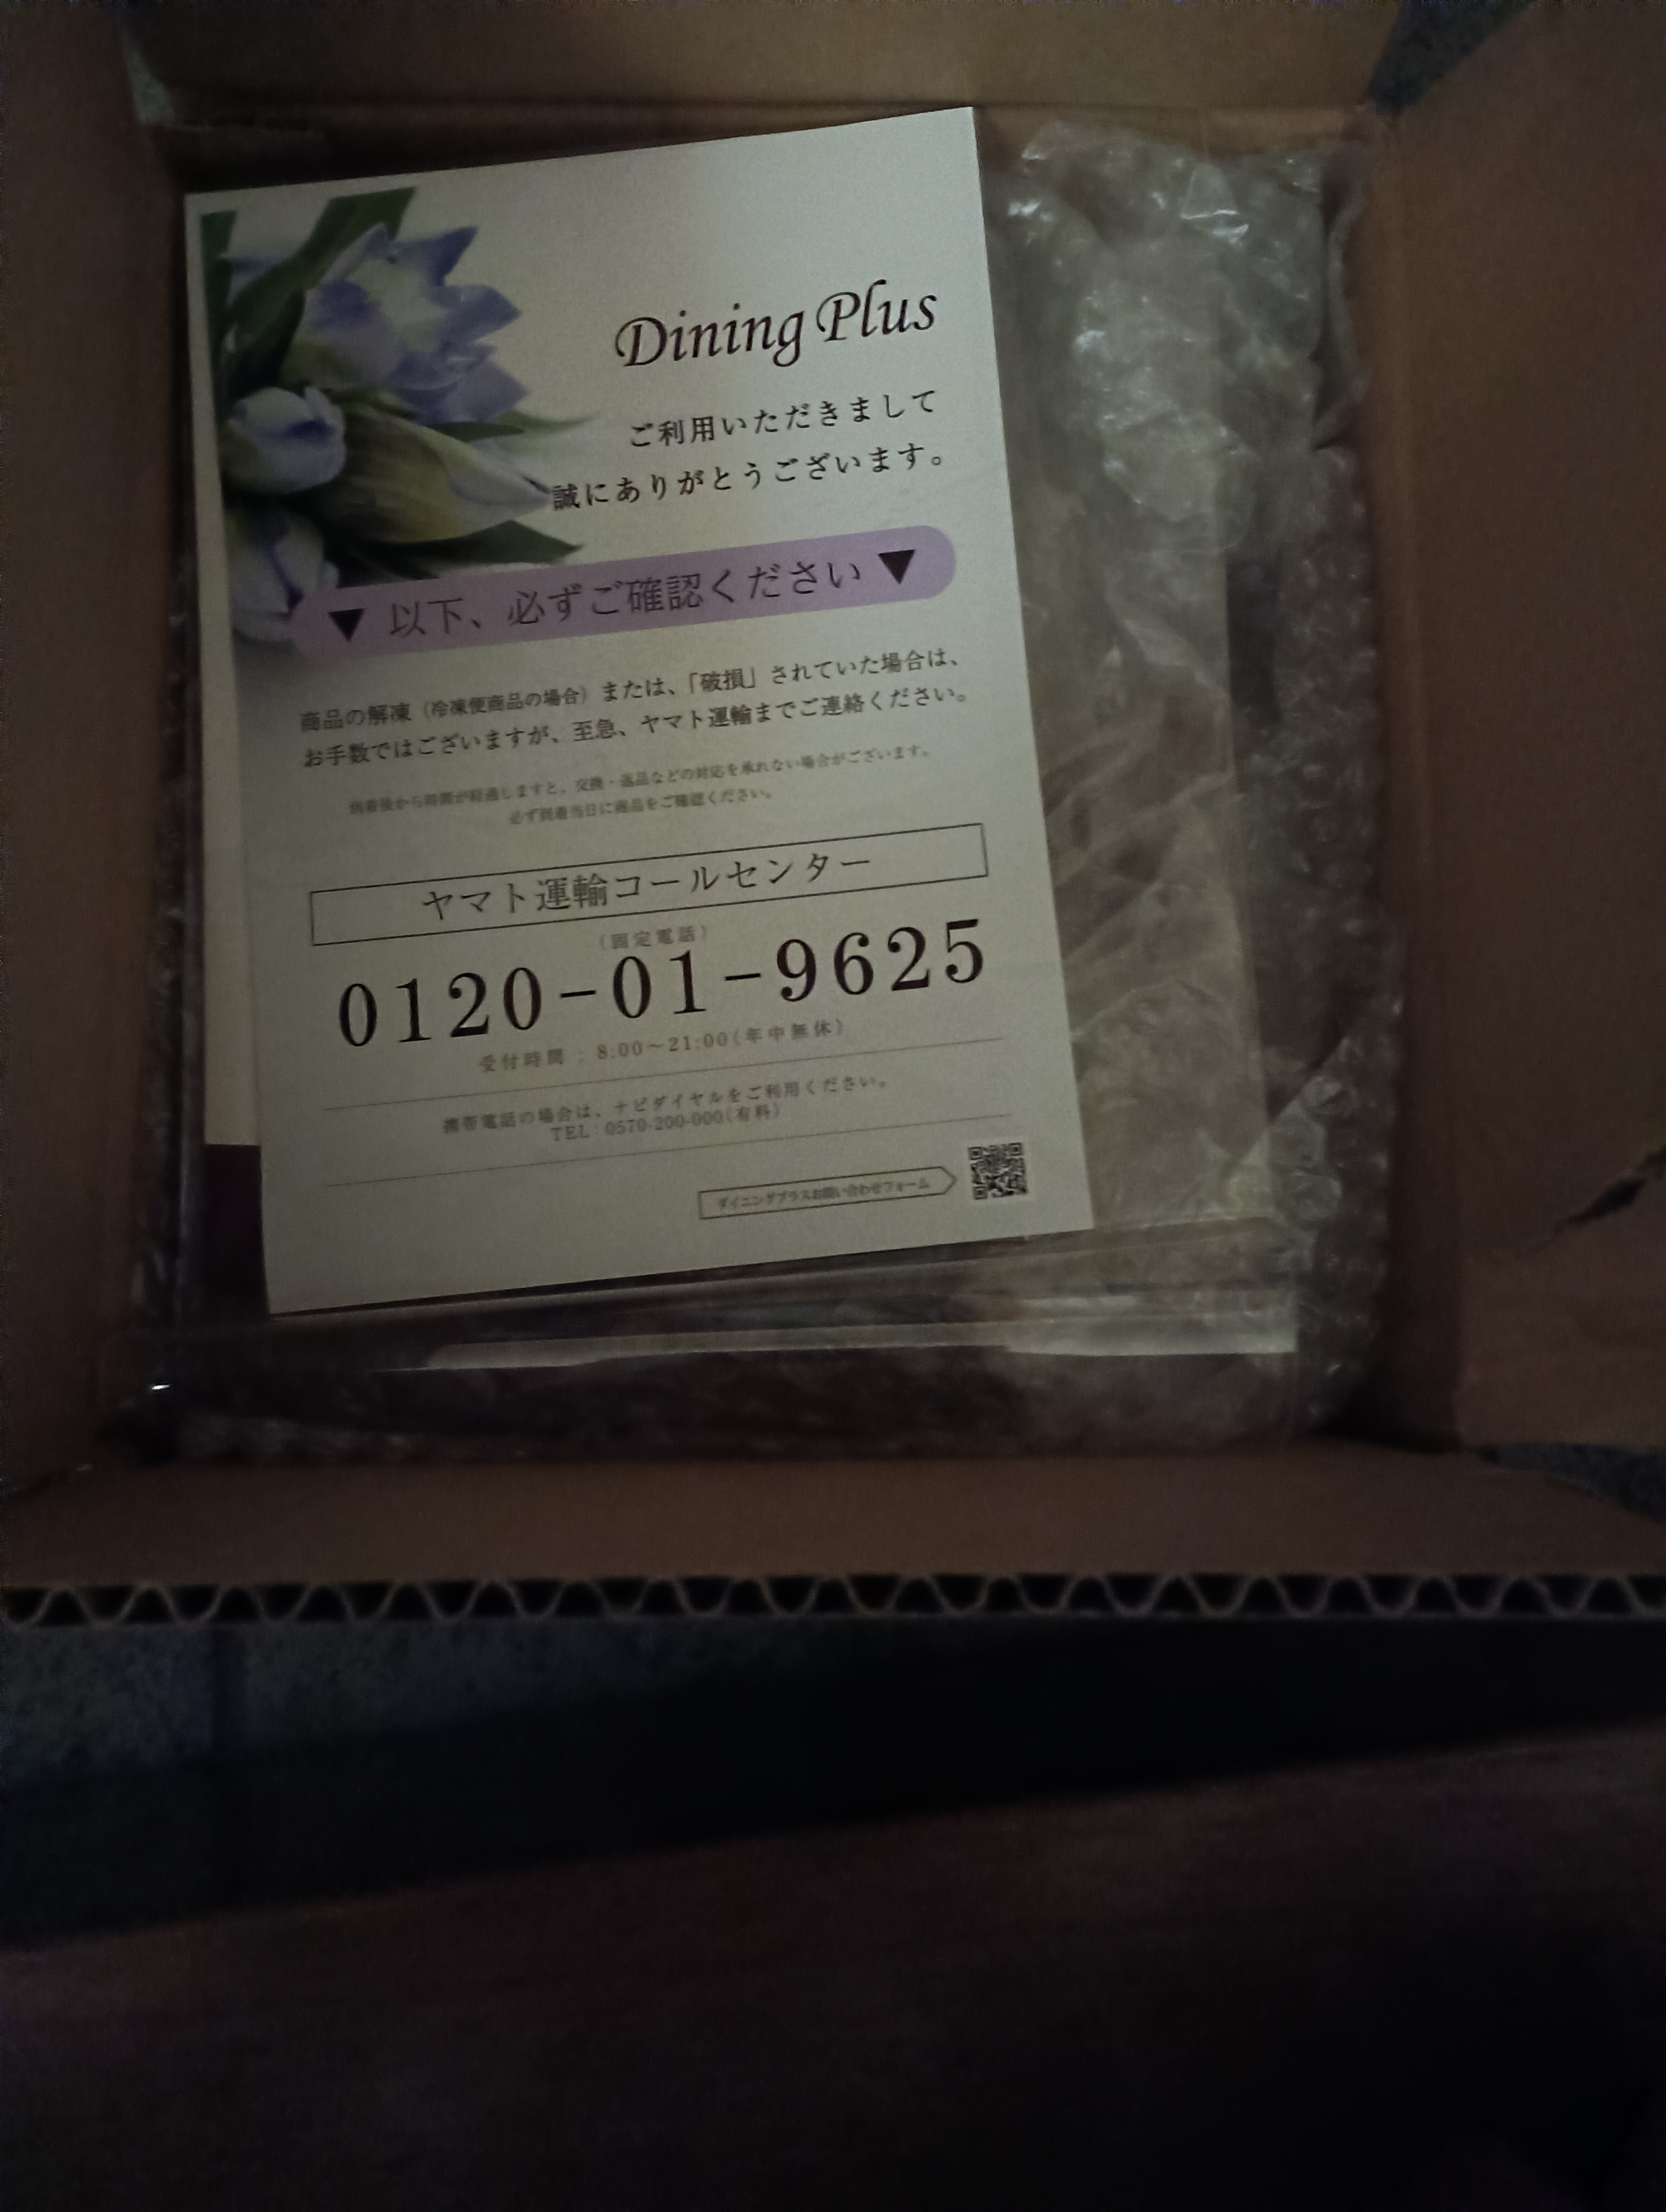 Dining Plus
ご利用いただきまして
誠にありがとうございます。
▼ 以下、必ずご確認ください ▼
商品の解凍（冷凍便商品の場合）または、「破損」されていた場合は、
お手数ではございますが、至急、ヤマト運輸までご連絡ください。
到着後から時間が経過しますと、交換・返品などの対応を承れない場合がございます。
必ず到着当日に商品をご確認ください。
ヤマト運輸コールセンター
（固定電話）
0120-01-9625
受付時間：8:00〜21:00（年中無休）
携帯電話の場合は、ナビダイヤルをご利用ください。
TEL：0570-200-000（有料）
ダイニングプラスお問い合わせフォーム